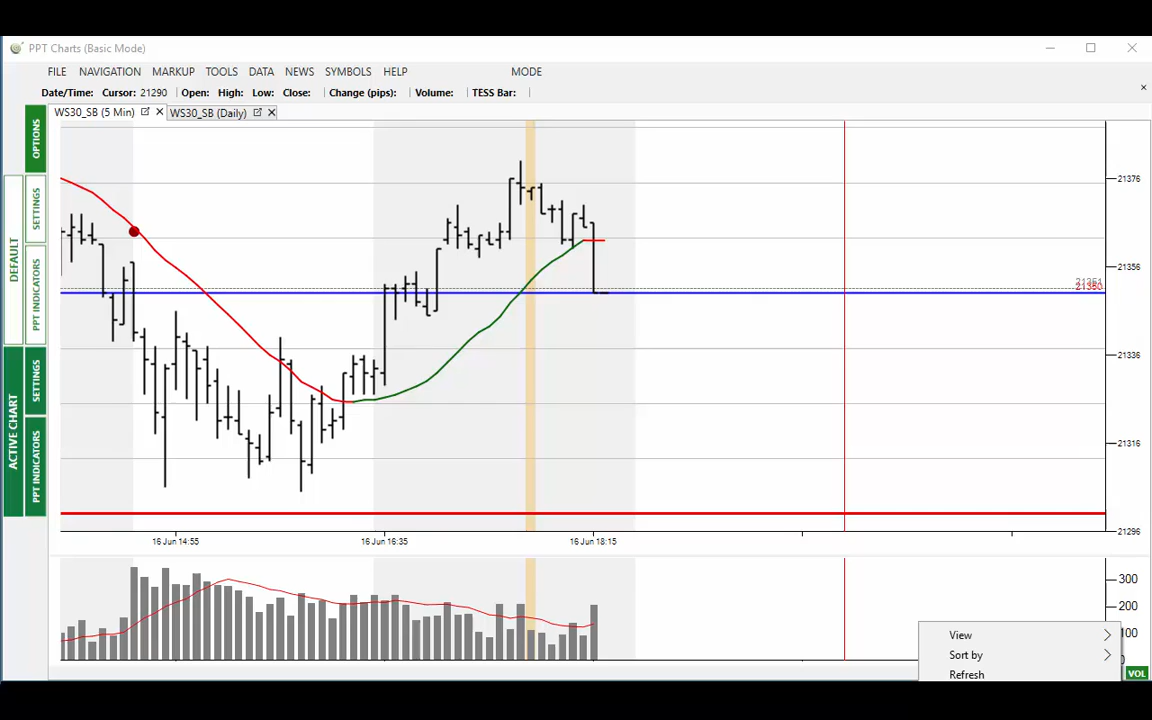 PPT Charts (Basic Mode)
FILE NAVIGATION MARKUP TOOLS DATA NEWS SYMBOLS HELP MODE
Date/Time: Cursor: 21290 Open: High: Low: Close: Change (pips): Volume: TESS Bar:
WS30_SB (5 Min) WS30_SB (Daily)
OPTIONS
SETTINGS
DEFAULT
PPT INDICATORS
SETTINGS
ACTIVE CHART
PPT INDICATORS
21376
21356
21350
21336
21316
21296
16 Jun 14:55 16 Jun 16:35 16 Jun 18:15
300
200
100
0
View
Sort by
Refresh
VOL